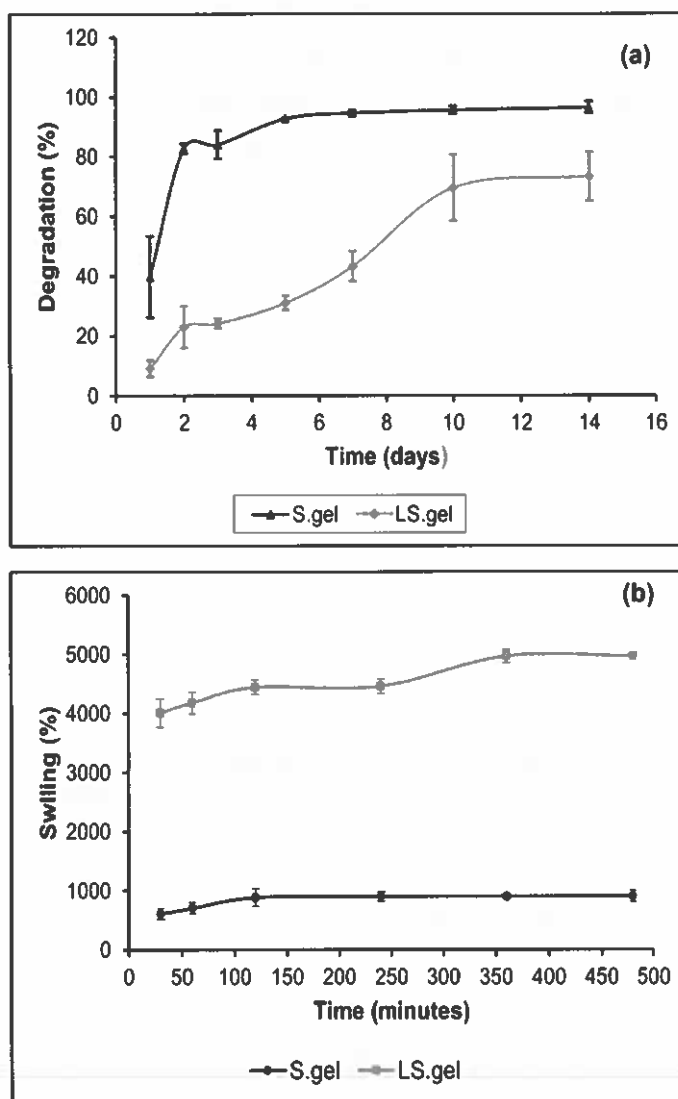 (a)
120
100
80
60
40
20
0
Degradation (%)
0 2 4 6 8 10 12 14 16
Time (days)
S.gel LS.gel
(b)
6000
5000
4000
3000
2000
1000
0
Swlling (%)
0 50 100 150 200 250 300 350 400 450 500
Time (minutes)
S.gel LS.gel